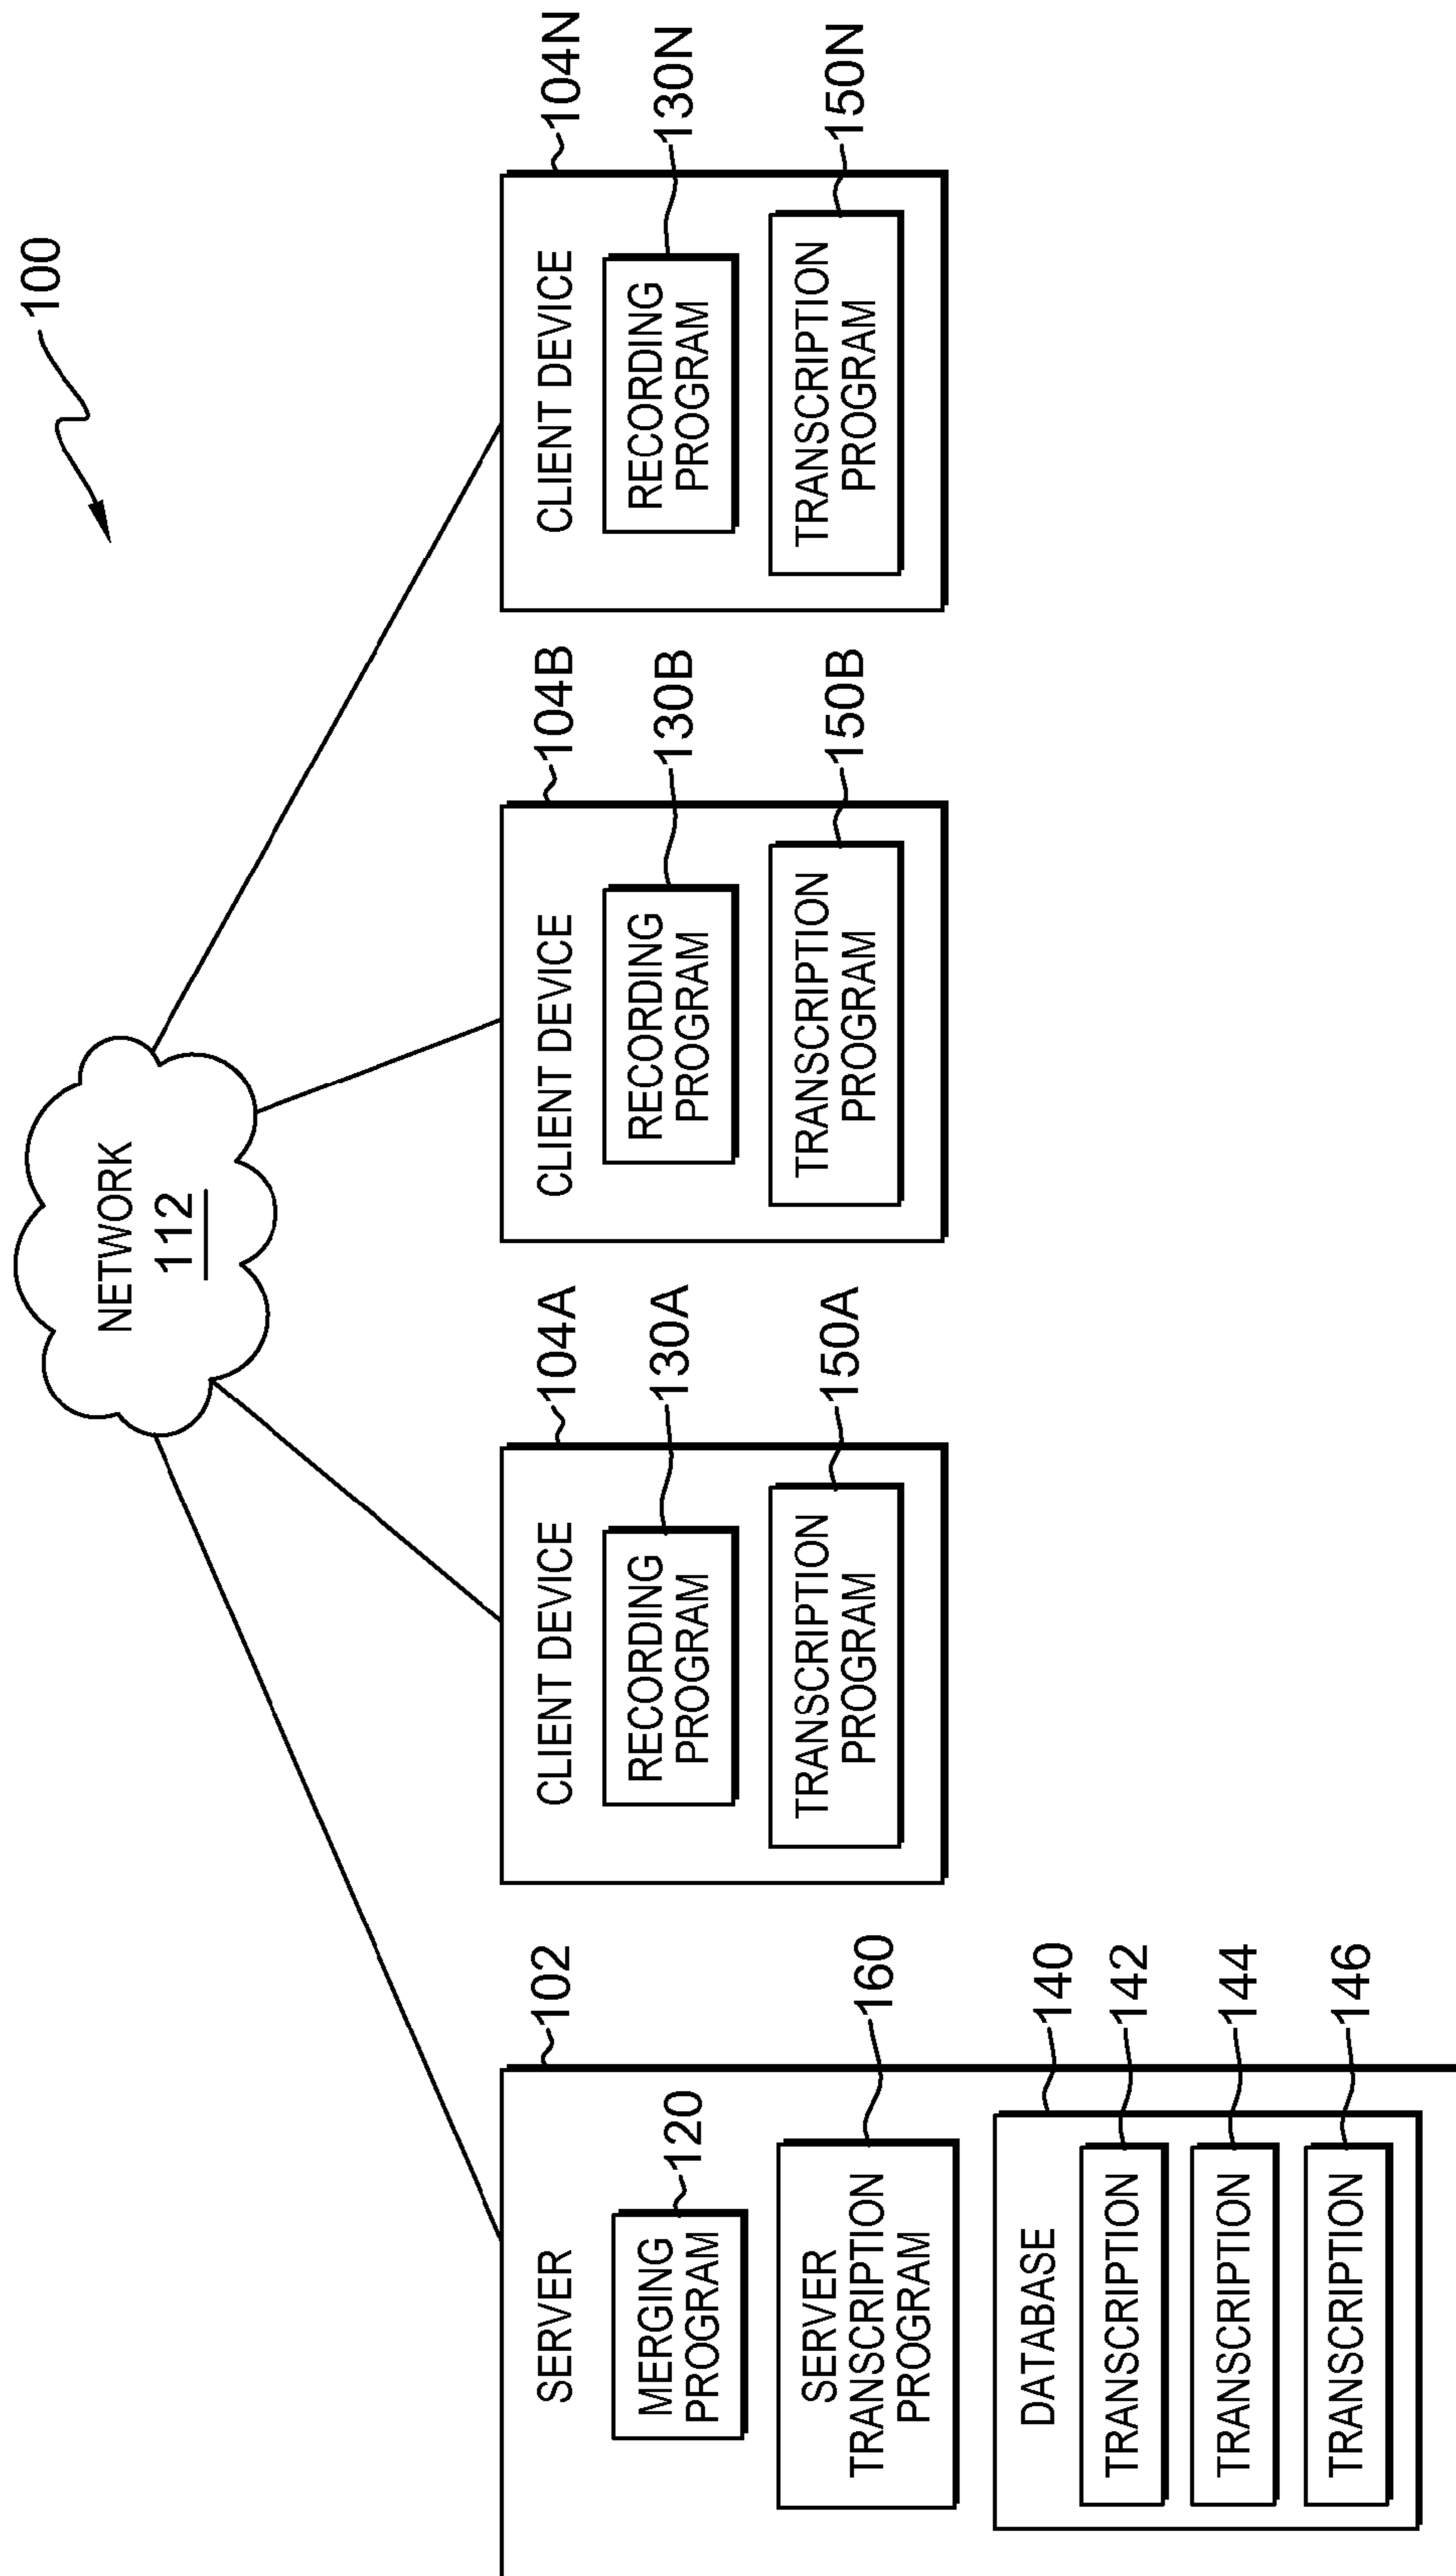 100
NETWORK
112
SERVER
102
MERGING
PROGRAM
120
SERVER
TRANSCRIPTION
PROGRAM
160
DATABASE
140
TRANSCRIPTION
142
TRANSCRIPTION
144
TRANSCRIPTION
146
CLIENT DEVICE
104A
RECORDING
PROGRAM
130A
TRANSCRIPTION
PROGRAM
150A
CLIENT DEVICE
104B
RECORDING
PROGRAM
130B
TRANSCRIPTION
PROGRAM
150B
CLIENT DEVICE
104N
RECORDING
PROGRAM
130N
TRANSCRIPTION
PROGRAM
150N